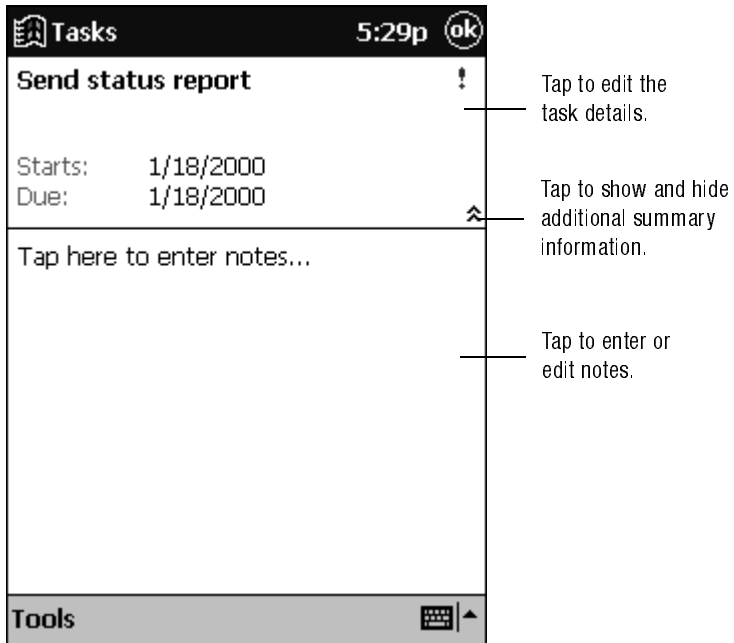 Tasks 5:29p ok
Send status report !
Starts: 1/18/2000
Due: 1/18/2000
Tap here to enter notes...
Tools
Tap to edit the
task details.
Tap to show and hide
additional summary
information.
Tap to enter or
edit notes.